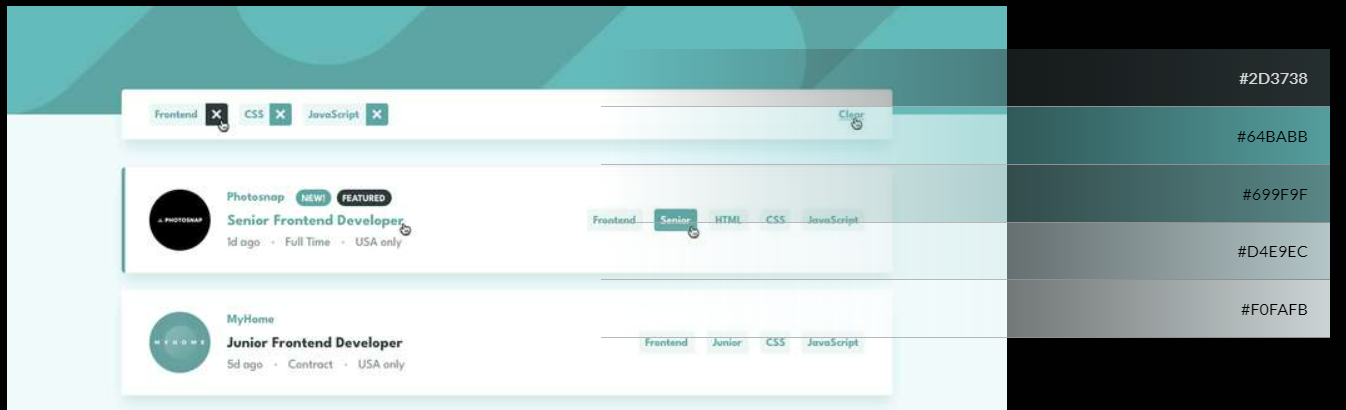 #2D3738
Frontend CSS JavaScript Clear
#64BABB
Photosnap NEW! FEATURED
#699F9F
Senior Frontend Developer
Frontend Senior HTML CSS JavaScript
PHOTOSNAP
1d ago · Full Time · USA only
#D4E9EC
#F0FAFB
MyHome
Junior Frontend Developer
Frontend Junior CSS JavaScript
MYHOME
5d ago · Contract · USA only